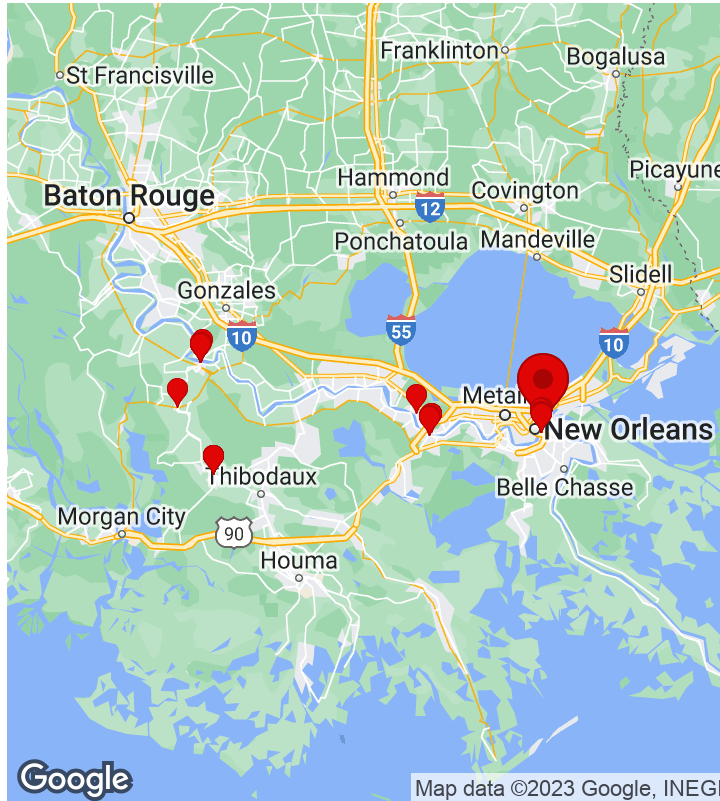 Franklinton
Bogalusa
St Francisville
Picayune
Hammond
Covington
Baton Rouge
12
Ponchatoula
Mandeville
Slidell
Gonzales
10
55
10
Metai
New Orleans
Thibodaux
Belle Chasse
Morgan City
90
Houma
Google
Map data ©2023 Google, INEGI